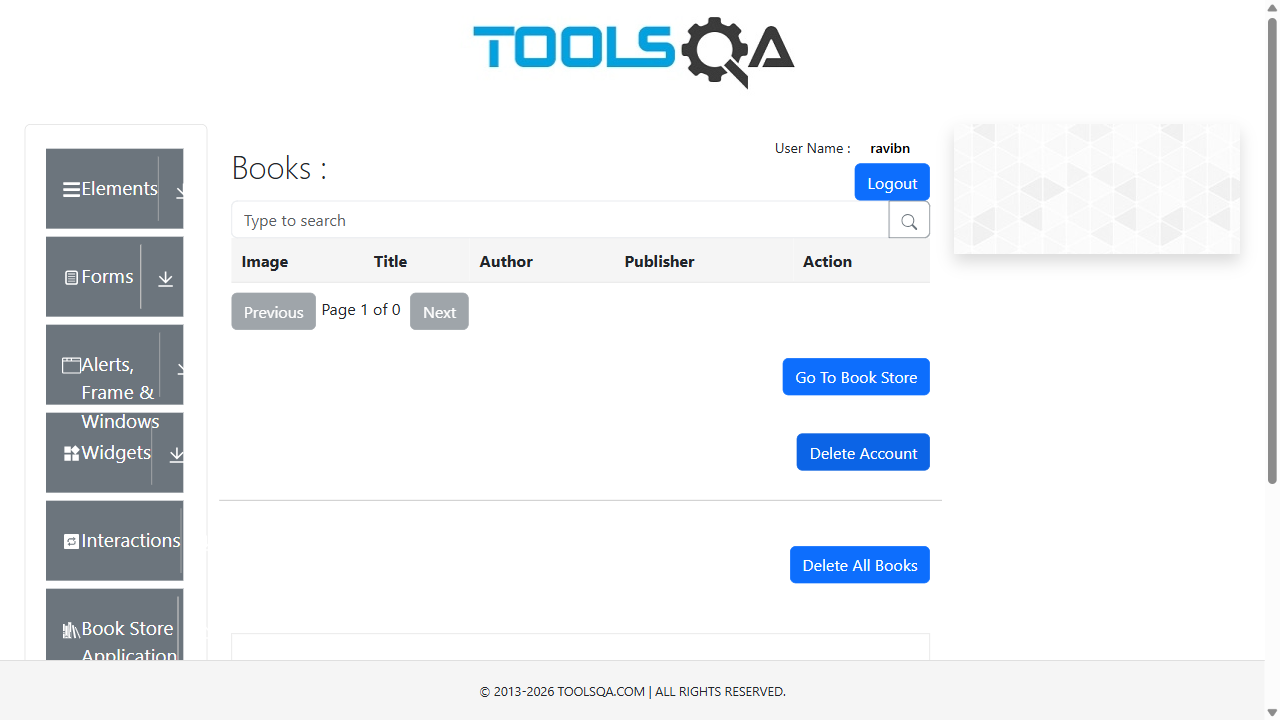 TOOLSQA
Elements
Forms
Alerts,
Frame &
Windows
Widgets
Interactions
Book Store
Application
Books :
User Name :
ravibn
Logout
Type to search
Image Title Author Publisher Action
Previous Page 1 of 0 Next
Go To Book Store
Delete Account
Delete All Books
© 2013-2026 TOOLSQA.COM | ALL RIGHTS RESERVED.